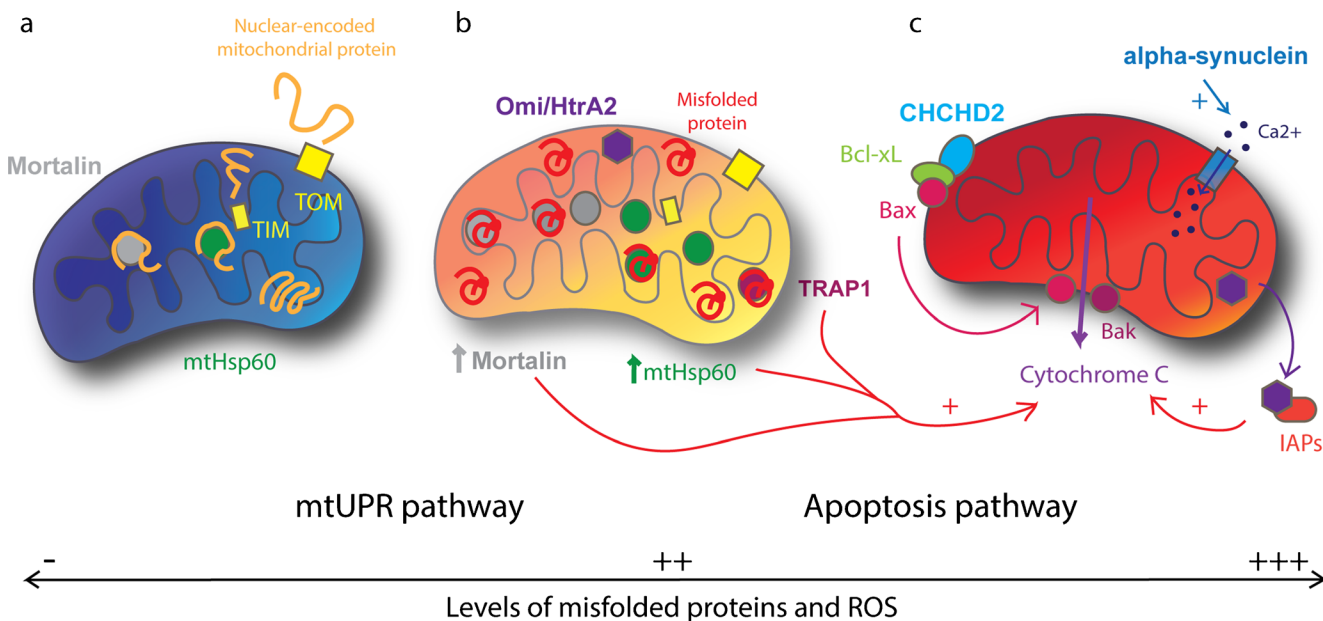 a
Nuclear-encoded
mitochondrial protein
Mortalin
TOM
TIM
mtHsp60
b
Omi/HtrA2
Misfolded
protein
TRAP1
Mortalin
mtHsp60
c
alpha-synuclein
+
Ca2+
CHCHD2
Bcl-xL
Bax
Bak
Cytochrome C
+
+
IAPs
mtUPR pathway
Apoptosis pathway
- ++ +++
Levels of misfolded proteins and ROS